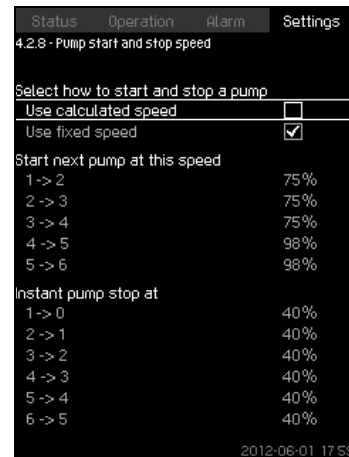 Status Operation Alarm Settings
4.2.8 - Pump start and stop speed
Select how to start and stop a pump
Use calculated speed
Use fixed speed
Start next pump at this speed
1 -> 2 75%
2 -> 3 75%
3 -> 4 75%
4 -> 5 98%
5 -> 6 98%
Instant pump stop at
1-> 0 40%
2 -> 1 40%
3 -> 2 40%
4 -> 3 40%
5 -> 4 40%
6 -> 5 40%
2012-06-01 17:5